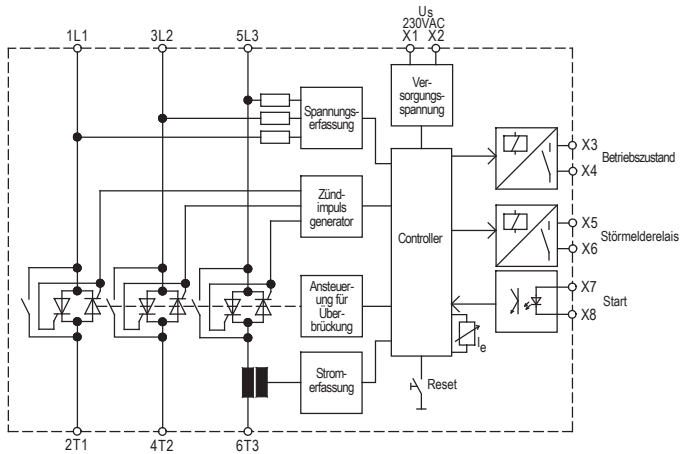 Us
230VAC
1L1 3L2 5L3 X1 X2
Ver-
sorgungs-
spannung
Spannungs-
erfassung
X3
X4
Betriebszustand
Zünd-
impuls
generator
Controller
X5
X6
Störmelderelais
Ansteuer-
ung für
Über-
brückung
X7
X8
Start
Ie
Strom-
erfassung
Reset
2T1 4T2 6T3